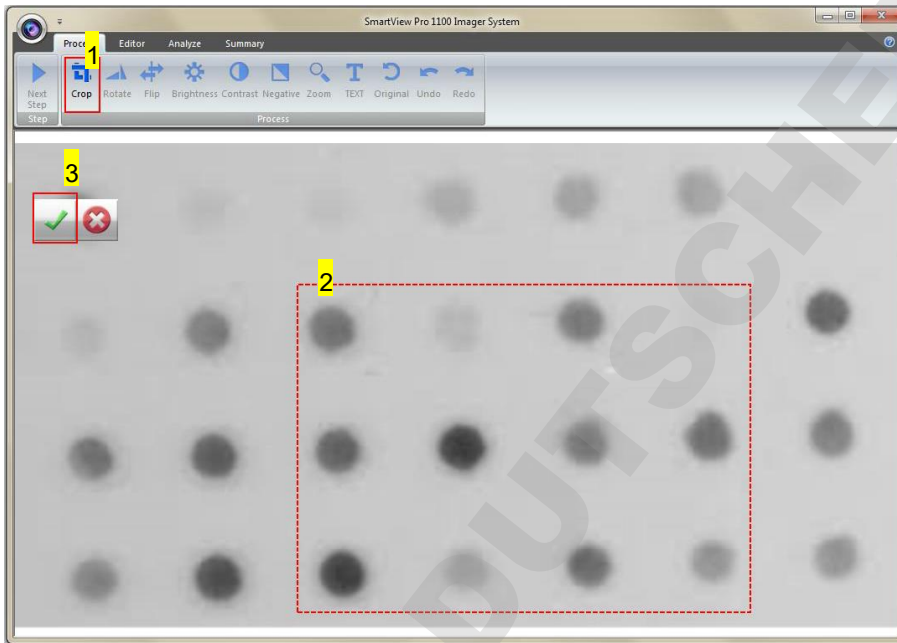 SmartView Pro 1100 Imager System
Editor Analyze Summary
1
Next Step Crop Rotate Flip Brightness Contrast Negative Zoom TEXT Original Undo Redo
Step Process
3
2